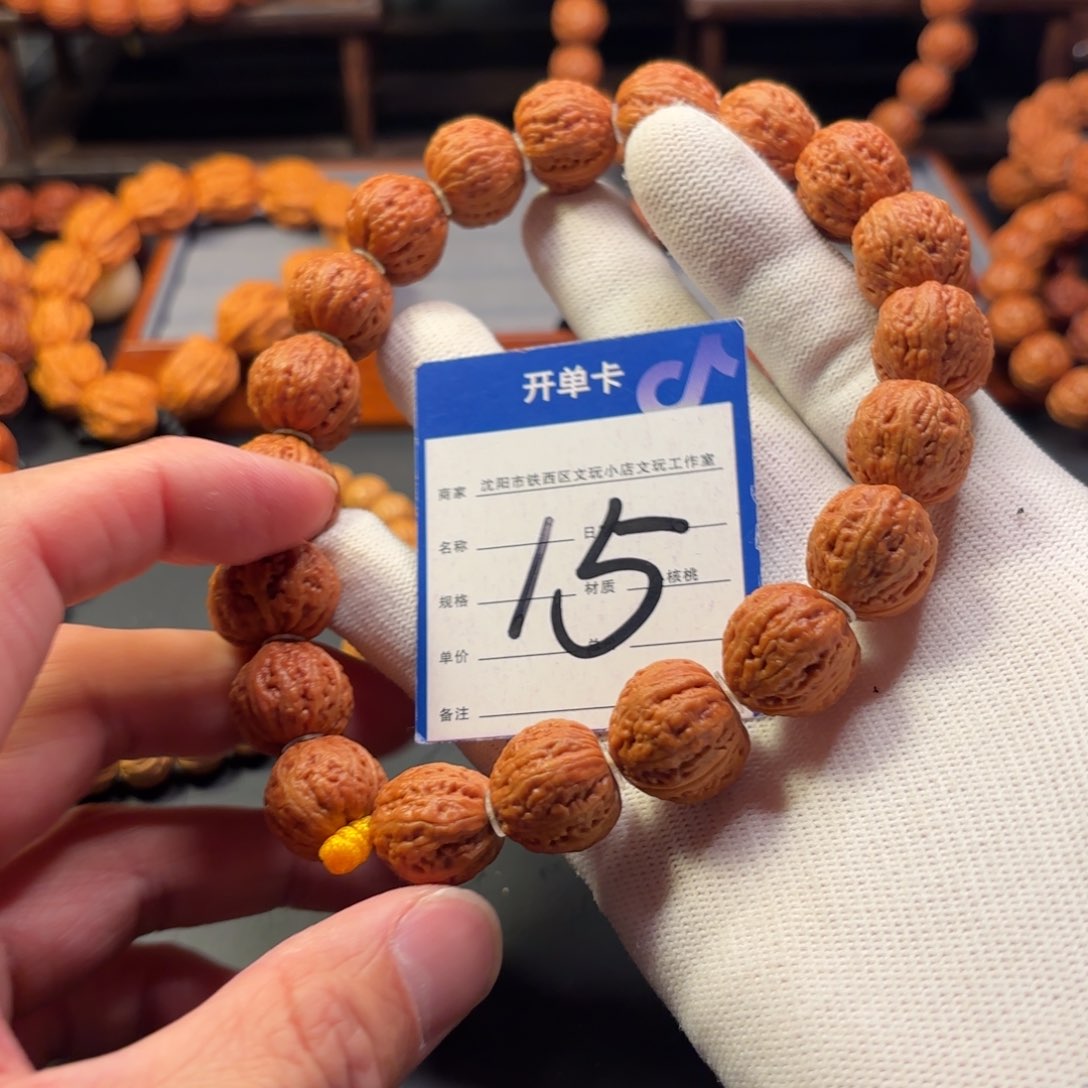 开单卡
商家 沈阳市铁西区文玩小店文玩工作室
名称 日
规格 材质 核桃
15
单价
备注